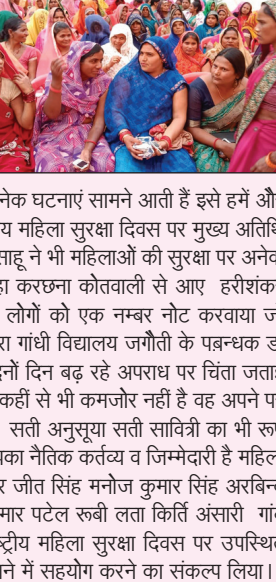 नेक घटनाएं सामने आती हैं इसे हमें औ
य महिला सुरक्षा दिवस पर मुख्य अतिथि
साहू ने भी महिलाओं की सुरक्षा पर अनेक
हा करछना कोतवाली से आए हरीशंक
लोगों को एक नम्बर नोट करवाया ज
रा गांधी विद्यालय जगौती के पबन्धक ड
नों दिन बढ़ रहे अपराध पर चिंता जताई
कहीं से भी कमजोर नहीं है वह अपने प
सती अनुसूया सती सावित्री का भी रूप
का नैतिक कर्तव्य व जिम्मेदारी है महिल
र जीत सिंह मनोज कुमार सिंह अरबिन्द
मार पटेल रूबी लता किर्ति अंसारी गां
ष्ट्रीय महिला सुरक्षा दिवस पर उपस्थित
ने में सहयोग करने का संकल्प लिया।